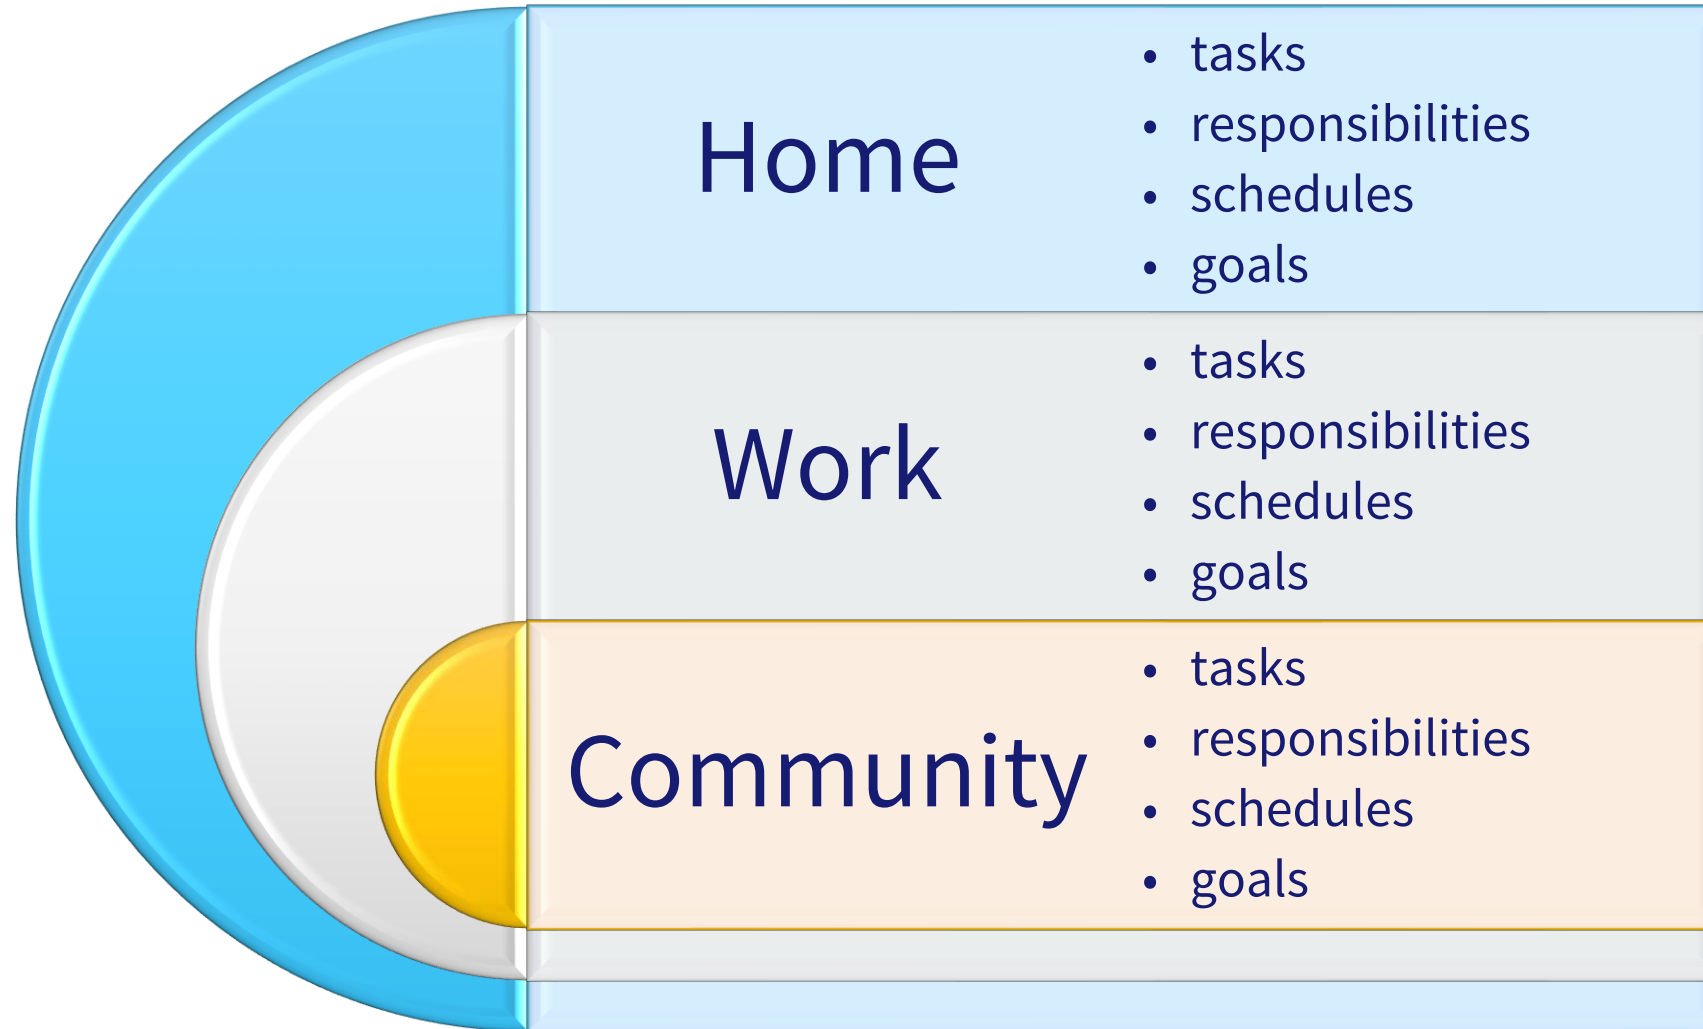 Home
• tasks
• responsibilities
• schedules
• goals
Work
• tasks
• responsibilities
• schedules
• goals
Community
• tasks
• responsibilities
• schedules
• goals